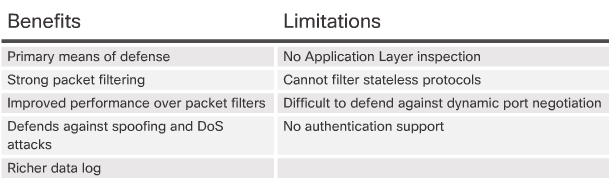 Benefits Limitations
Primary means of defense No Application Layer inspection
Strong packet filtering Cannot filter stateless protocols
Improved performance over packet filters Difficult to defend against dynamic port negotiation
Defends against spoofing and DoS No authentication support
attacks
Richer data log